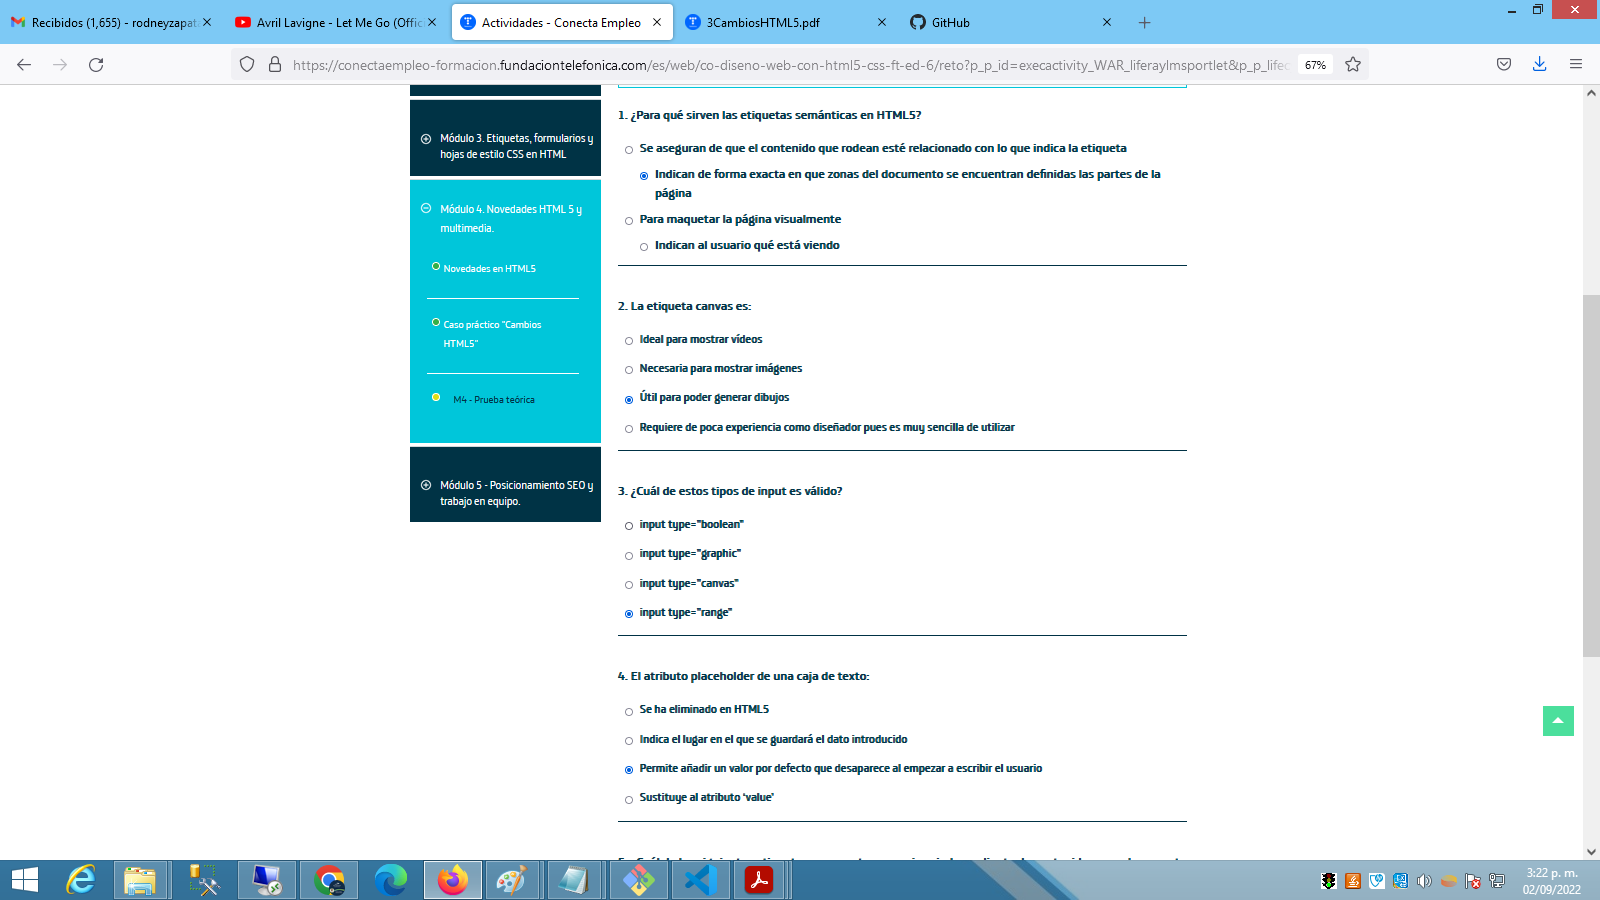 Recibidos (1,655) - rodneyzapata
Avril Lavigne - Let Me Go (Offic
Actividades - Conecta Empleo
3CambiosHTML5.pdf
GitHub
https://conectaempleo-formacion.fundaciontelefonica.com/es/web/co-diseno-web-con-html5-css-ft-ed-6/reto?p_p_id=execactivity_WAR_liferaylmsportlet&p_p_lifec
67%
Módulo 3. Etiquetas, formularios y
hojas de estilo CSS en HTML
Módulo 4. Novedades HTML 5 y
multimedia.
Novedades en HTML5
Caso práctico "Cambios
HTML5"
M4 - Prueba teórica
Módulo 5 - Posicionamiento SEO y
trabajo en equipo.
1. ¿Para qué sirven las etiquetas semánticas en HTML5?
Se aseguran de que el contenido que rodean esté relacionado con lo que indica la etiqueta
Indican de forma exacta en que zonas del documento se encuentran definidas las partes de la
página
Para maquetar la página visualmente
Indican al usuario qué está viendo
2. La etiqueta canvas es:
Ideal para mostrar vídeos
Necesaria para mostrar imágenes
Útil para poder generar dibujos
Requiere de poca experiencia como diseñador pues es muy sencilla de utilizar
3. ¿Cuál de estos tipos de input es válido?
input type="boolean"
input type="graphic"
input type="canvas"
input type="range"
4. El atributo placeholder de una caja de texto:
Se ha eliminado en HTML5
Indica el lugar en el que se guardará el dato introducido
Permite añadir un valor por defecto que desaparece al empezar a escribir el usuario
Sustituye al atributo 'value'
3:22 p. m.
02/09/2022